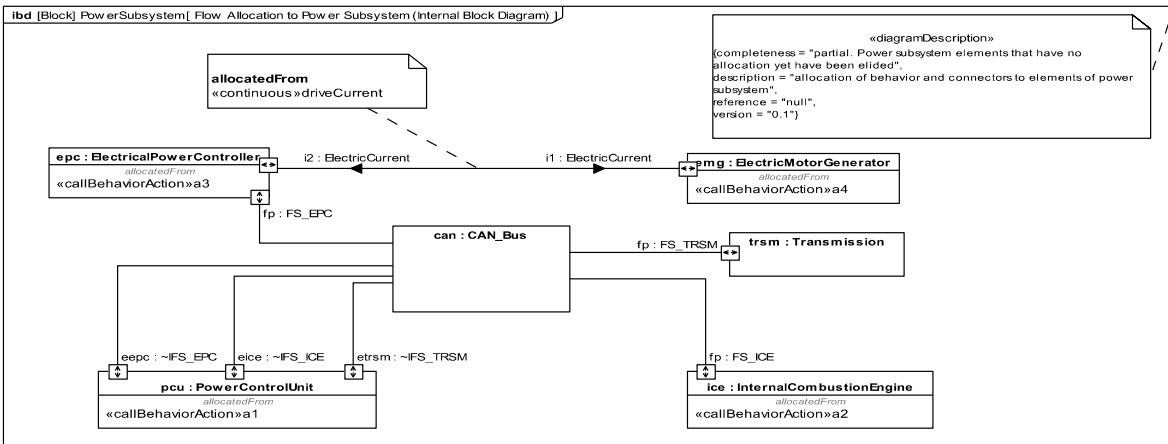 ibd [Block] PowerSubsystem[ Flow Allocation to Power Subsystem (Internal Block Diagram) ]
«diagramDescription»
{completeness = "partial. Power subsystem elements that have no
allocation yet have been elided",
description = "allocation of behavior and connectors to elements of power
subsystem",
reference = "null",
version = "0.1"}
allocatedFrom
«continuous»driveCurrent
epc : ElectricalPowerController
allocatedFrom
«callBehaviorAction»a3
i2 : ElectricCurrent
i1 : ElectricCurrent
emg : ElectricMotorGenerator
allocatedFrom
«callBehaviorAction»a4
fp : FS_EPC
can : CAN_Bus
fp : FS_TRSM
trsm : Transmission
eepc : ~IFS_EPC
eice : ~IFS_ICE
etrsm : ~IFS_TRSM
fp : FS_ICE
pcu : PowerControlUnit
allocatedFrom
«callBehaviorAction»a1
ice : InternalCombustionEngine
allocatedFrom
«callBehaviorAction»a2